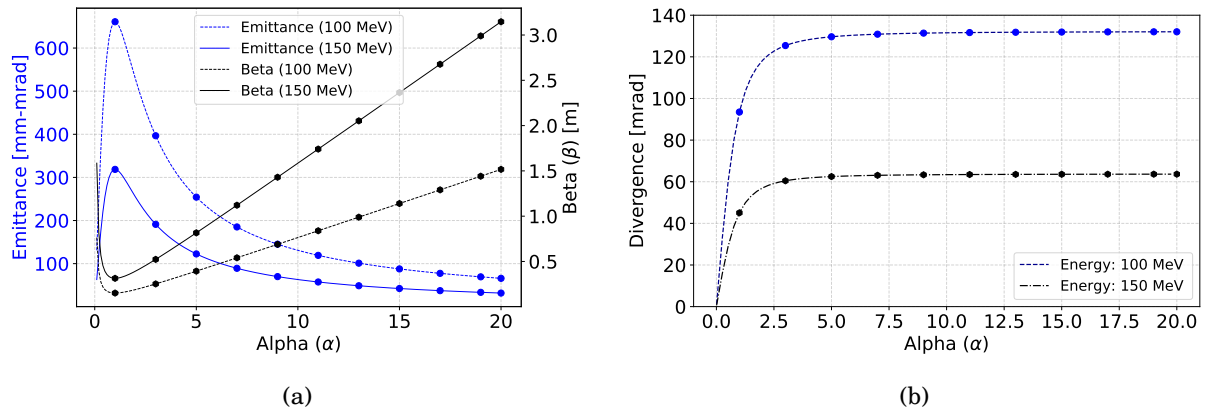 Emittance [mm-mrad]
600
500
400
300
200
100
Emittance (100 MeV)
Emittance (150 MeV)
Beta (100 MeV)
Beta (150 MeV)
3.0
2.5
2.0
1.5
1.0
0.5
Beta (β) [m]
0 5 10 15 20
Alpha (α)
(a)
Divergence [mrad]
140
120
100
80
60
40
20
0
Energy: 100 MeV
Energy: 150 MeV
0.0 2.5 5.0 7.5 10.0 12.5 15.0 17.5 20.0
Alpha (α)
(b)